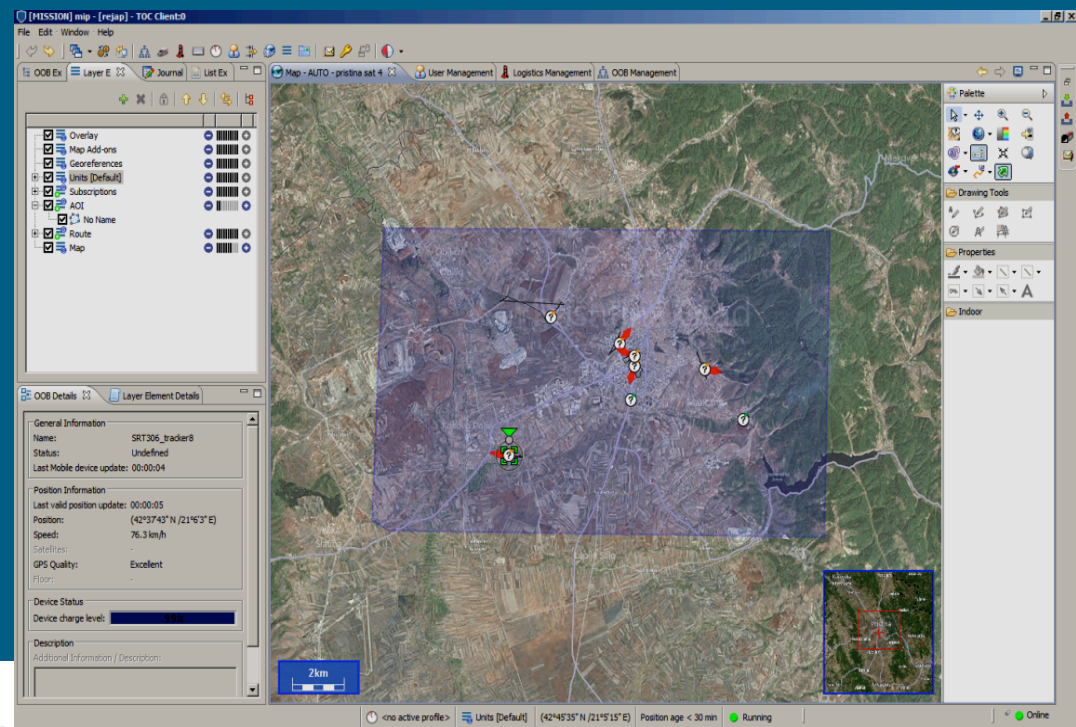 [MISSION] mip - [rejap] - TOC Client:0
File Edit Window Help
OOB Ex Layer E Journal List Ex
Map - AUTO - pristina sat 4 User Management Logistics Management OOB Management
Overlay
Map Add-ons
Georeferences
Units [Default]
Subscriptions
AOI
No Name
Route
Map
Palette
Drawing Tools
Properties
Indoor
OOB Details Layer Element Details
General Information
Name: SRT306_tracker8
Status: Undefined
Last Mobile device update: 00:00:04
Position Information
Last valid position update: 00:00:05
Position: (42°37'43" N /21°6'3" E)
Speed: 76.3 km/h
Satellites: -
GPS Quality: Excellent
Floor: -
Device Status
Device charge level:
Description
Additional Information / Description:
2km
<no active profile> Units [Default] (42°45'35" N /21°5'15" E) Position age < 30 min Running Online